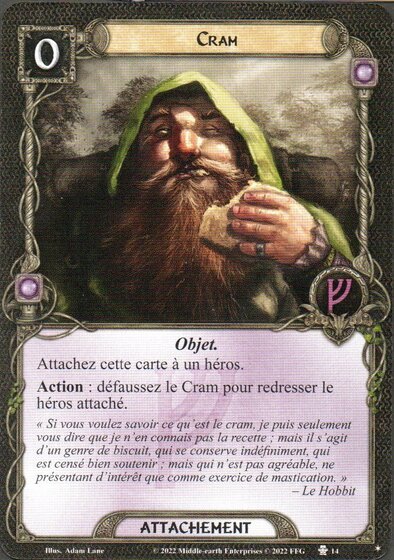 0
CRAM
Objet.
Attachez cette carte à un héros.
Action : défaussez le Cram pour redresser le
héros attaché.
« Si vous voulez savoir ce qu'est le cram, je puis seulement
vous dire que je n'en connais pas la recette ; mais il s'agit
d'un genre de biscuit, qui se conserve indéfiniment, qui
est censé bien soutenir ; mais qui n'est pas agréable, ne
présentant d'intérêt que comme exercice de mastication. »
– Le Hobbit
ATTACHEMENT
Illus. Adam Lane © 2022 Middle-earth Enterprises © 2022 FFG 14